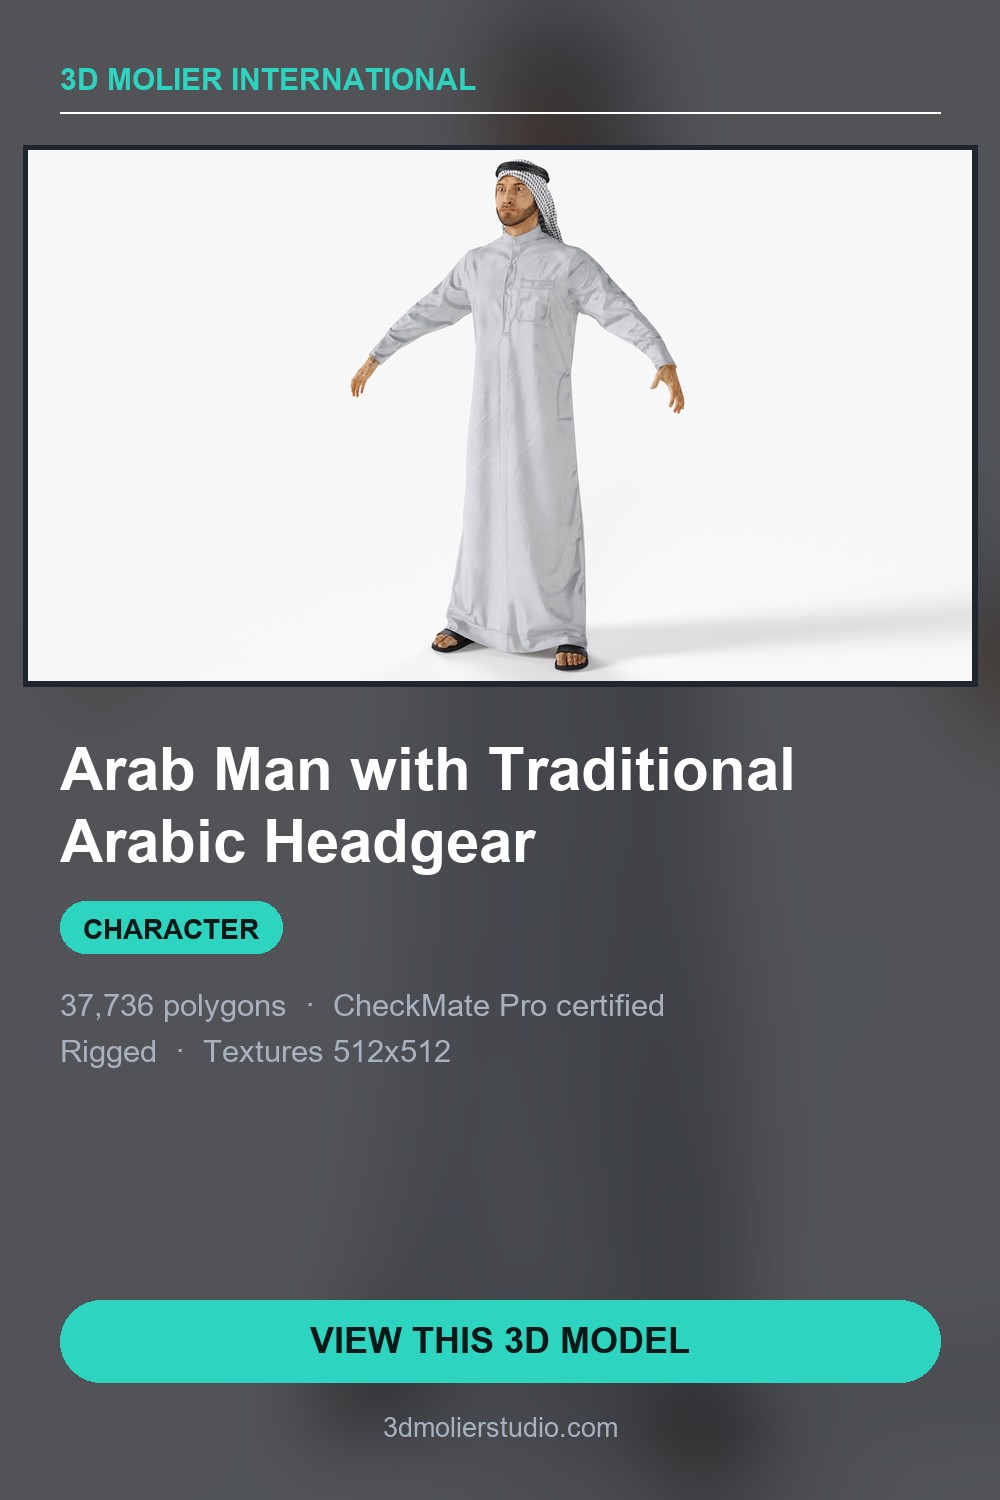 3D MOLIER INTERNATIONAL
Arab Man with Traditional
Arabic Headgear
CHARACTER
37,736 polygons · CheckMate Pro certified
Rigged · Textures 512x512
VIEW THIS 3D MODEL
3dmolierstudio.com